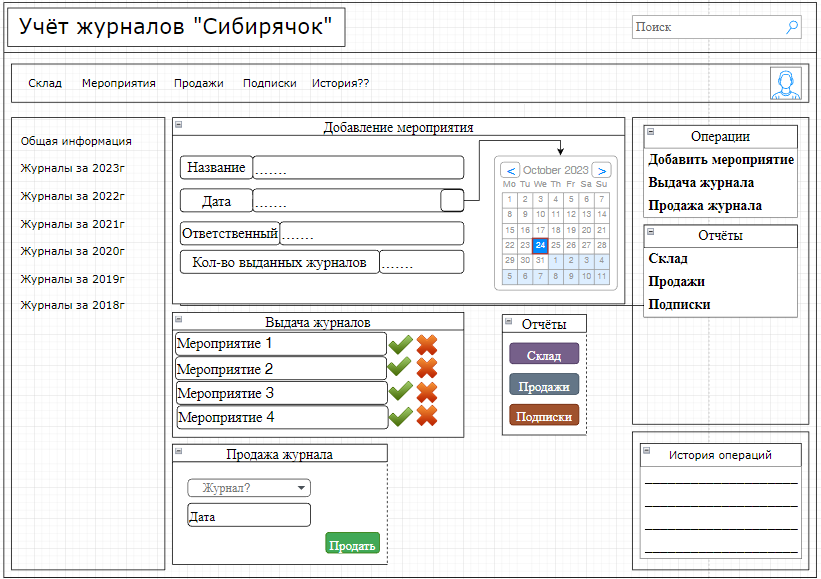 Учёт журналов "Сибирячок"
Поиск
Склад Мероприятия Продажи Подписки История??
Общая информация
Журналы за 2023г
Журналы за 2022г
Журналы за 2021г
Журналы за 2020г
Журналы за 2019г
Журналы за 2018г
Добавление мероприятия
Название .......
Дата .......
Ответственный .......
Кол-во выданных журналов .......
< October 2023 >
Mo Tu We Th Fr Sa Su
1 2 3 4 5 6 7
8 9 10 11 12 13 14
15 16 17 18 19 20 21
22 23 24 25 26 27 28
29 30 31 1 2 3 4
5 6 7 8 9 10 11
Выдача журналов
Мероприятие 1
Мероприятие 2
Мероприятие 3
Мероприятие 4
Отчёты
Склад
Продажи
Подписки
Продажа журнала
Журнал?
Дата
Продать
Операции
Добавить мероприятие
Выдача журнала
Продажа журнала
Отчёты
Склад
Продажи
Подписки
История операций